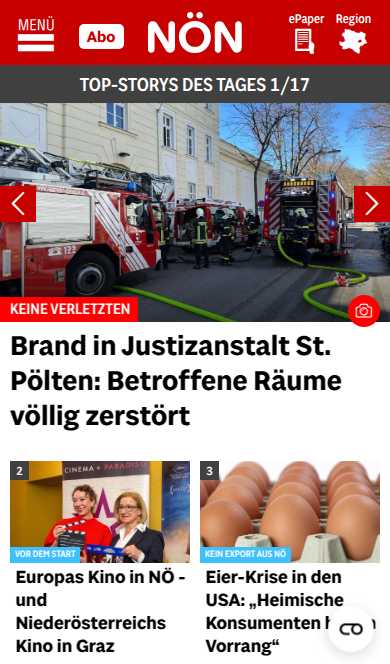 MENÜ
Abo
NÖN
ePaper
Region
TOP-STORYS DES TAGES 1/17
122
KEINE VERLETZTEN
Brand in Justizanstalt St.
Pölten: Betroffene Räume
völlig zerstört
2
CINEMA PARADISO
VOR DEM START
Europas Kino in NÖ -
und
Niederösterreichs
Kino in Graz
3
KEIN EXPORT AUS NÖ
Eier-Krise in den
USA: „Heimische
Konsumenten
Vorrang“